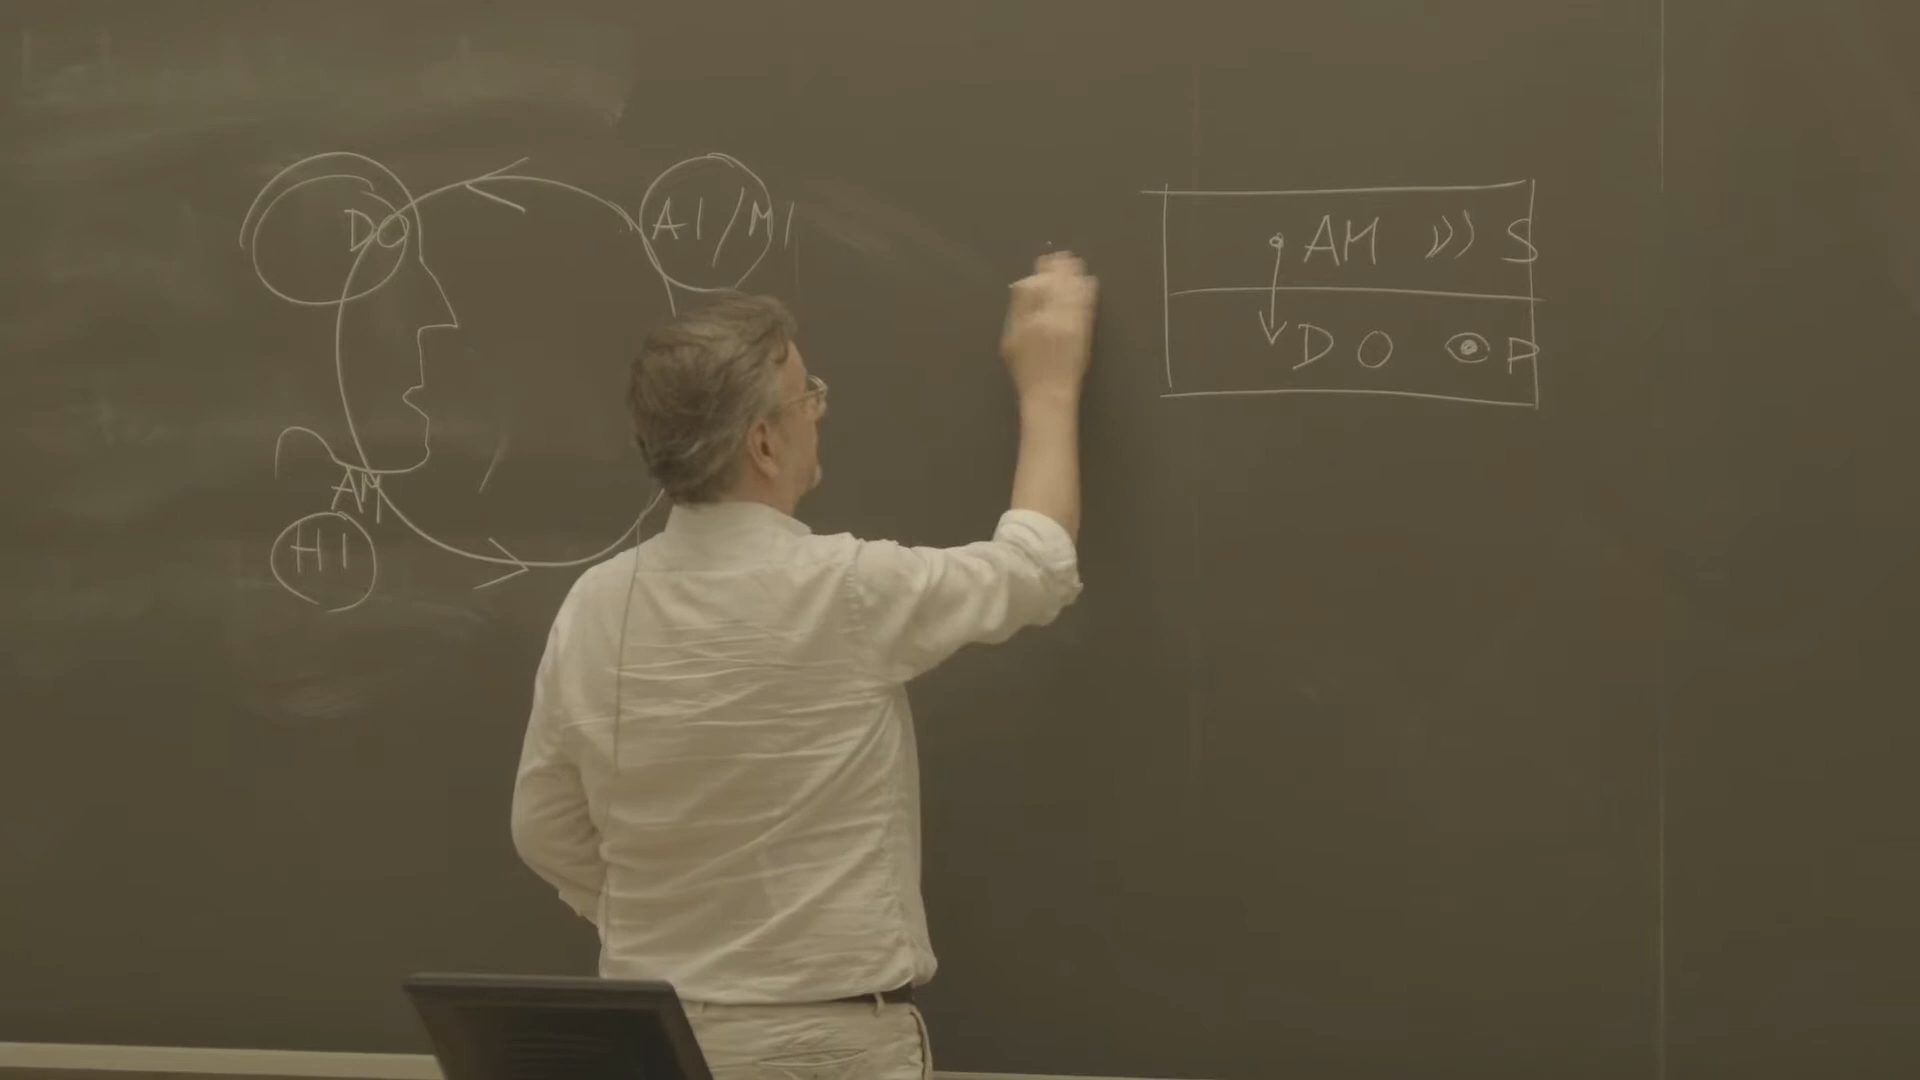 DO
AI/MI
AM
HI
AM ))) S
DO P